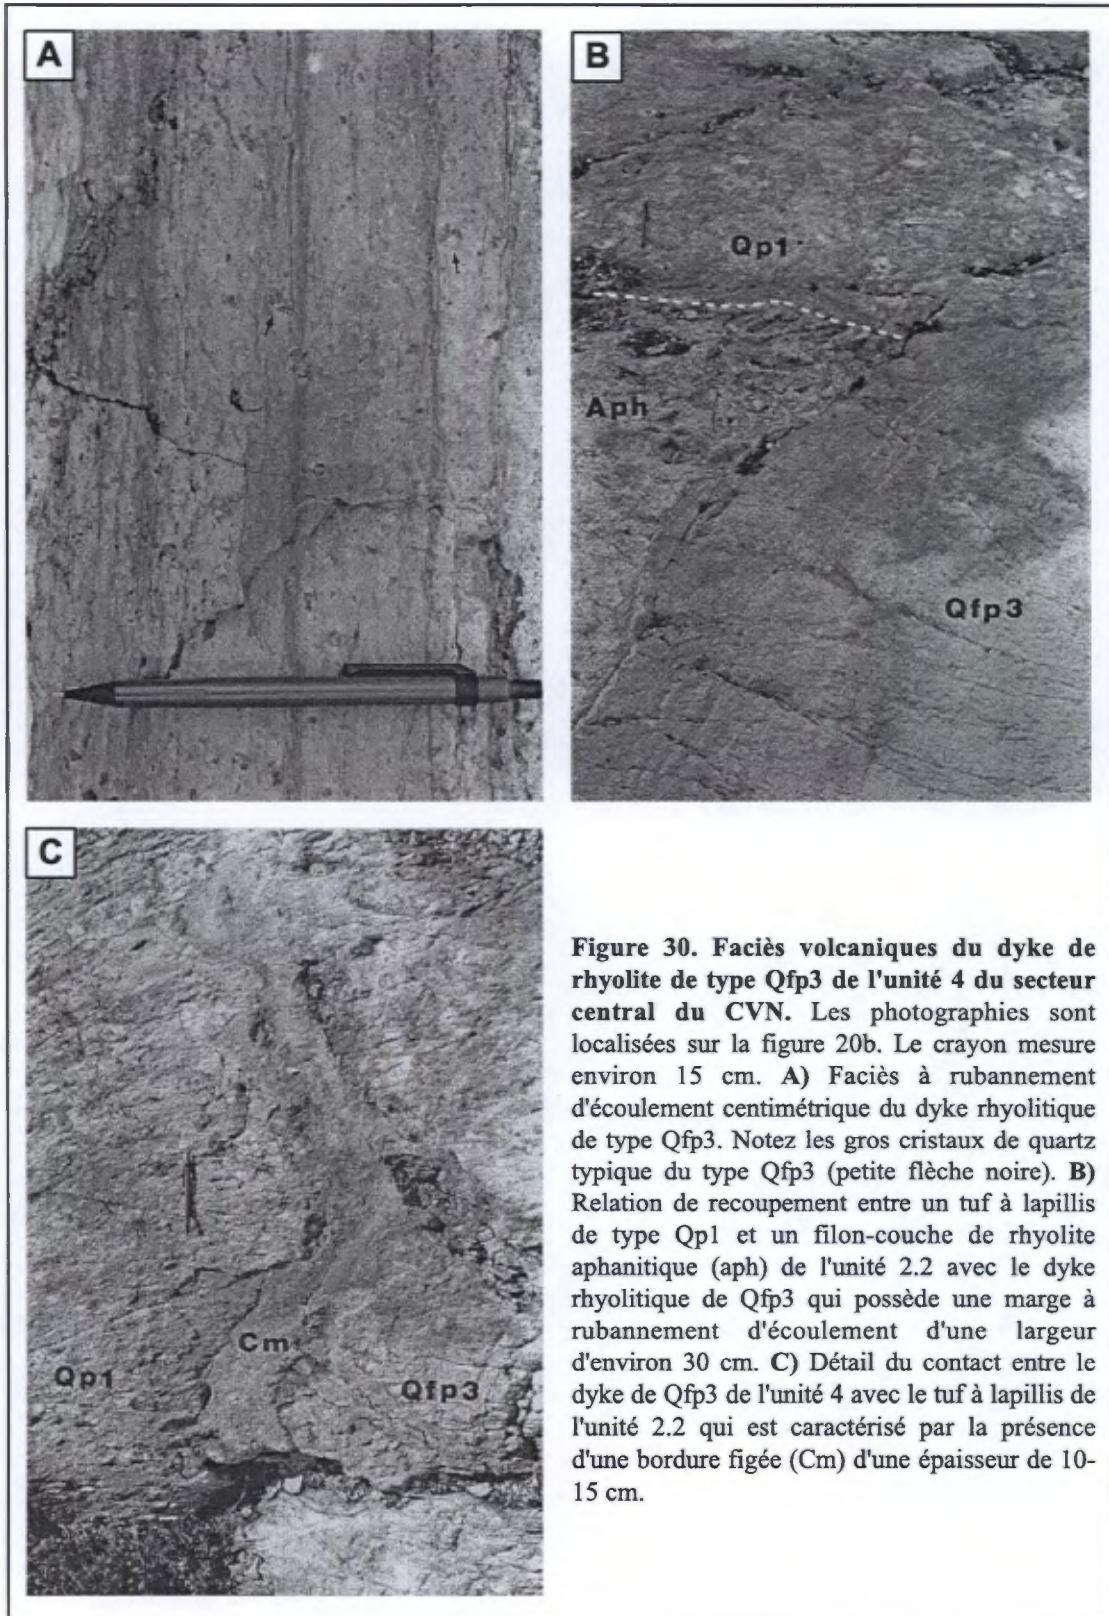 A
B
Qp1
Aph
Qfp3
C
Cm
Qp1
Qfp3
Figure 30. Faciès volcaniques du dyke de
rhyolite de type Qfp3 de l'unité 4 du secteur
central du CVN. Les photographies sont
localisées sur la figure 20b. Le crayon mesure
environ 15 cm. A) Faciès à rubannement
d'écoulement centimétrique du dyke rhyolitique
de type Qfp3. Notez les gros cristaux de quartz
typique du type Qfp3 (petite flèche noire). B)
Relation de recoupement entre un tuf à lapillis
de type Qp1 et un filon-couche de rhyolite
aphanitique (aph) de l'unité 2.2 avec le dyke
rhyolitique de Qfp3 qui possède une marge à
rubannement d'écoulement d'une largeur
d'environ 30 cm. C) Détail du contact entre le
dyke de Qfp3 de l'unité 4 avec le tuf à lapillis de
l'unité 2.2 qui est caractérisé par la présence
d'une bordure figée (Cm) d'une épaisseur de 10-
15 cm.